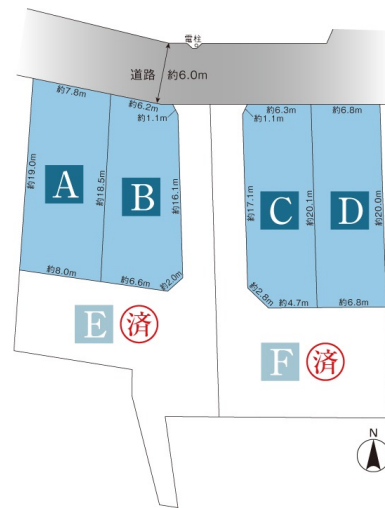 電柱
道路 約6.0m
約7.8m
約6.2m
約1.1m
約6.3m
約6.8m
約1.1m
約19.0m
A
約18.5m
B
約16.1m
約17.1m
C
約20.1m
D
約20.0m
約8.0m
約6.6m
約2.0m
約2.8m
約4.7m
約6.8m
E 済
F 済
N